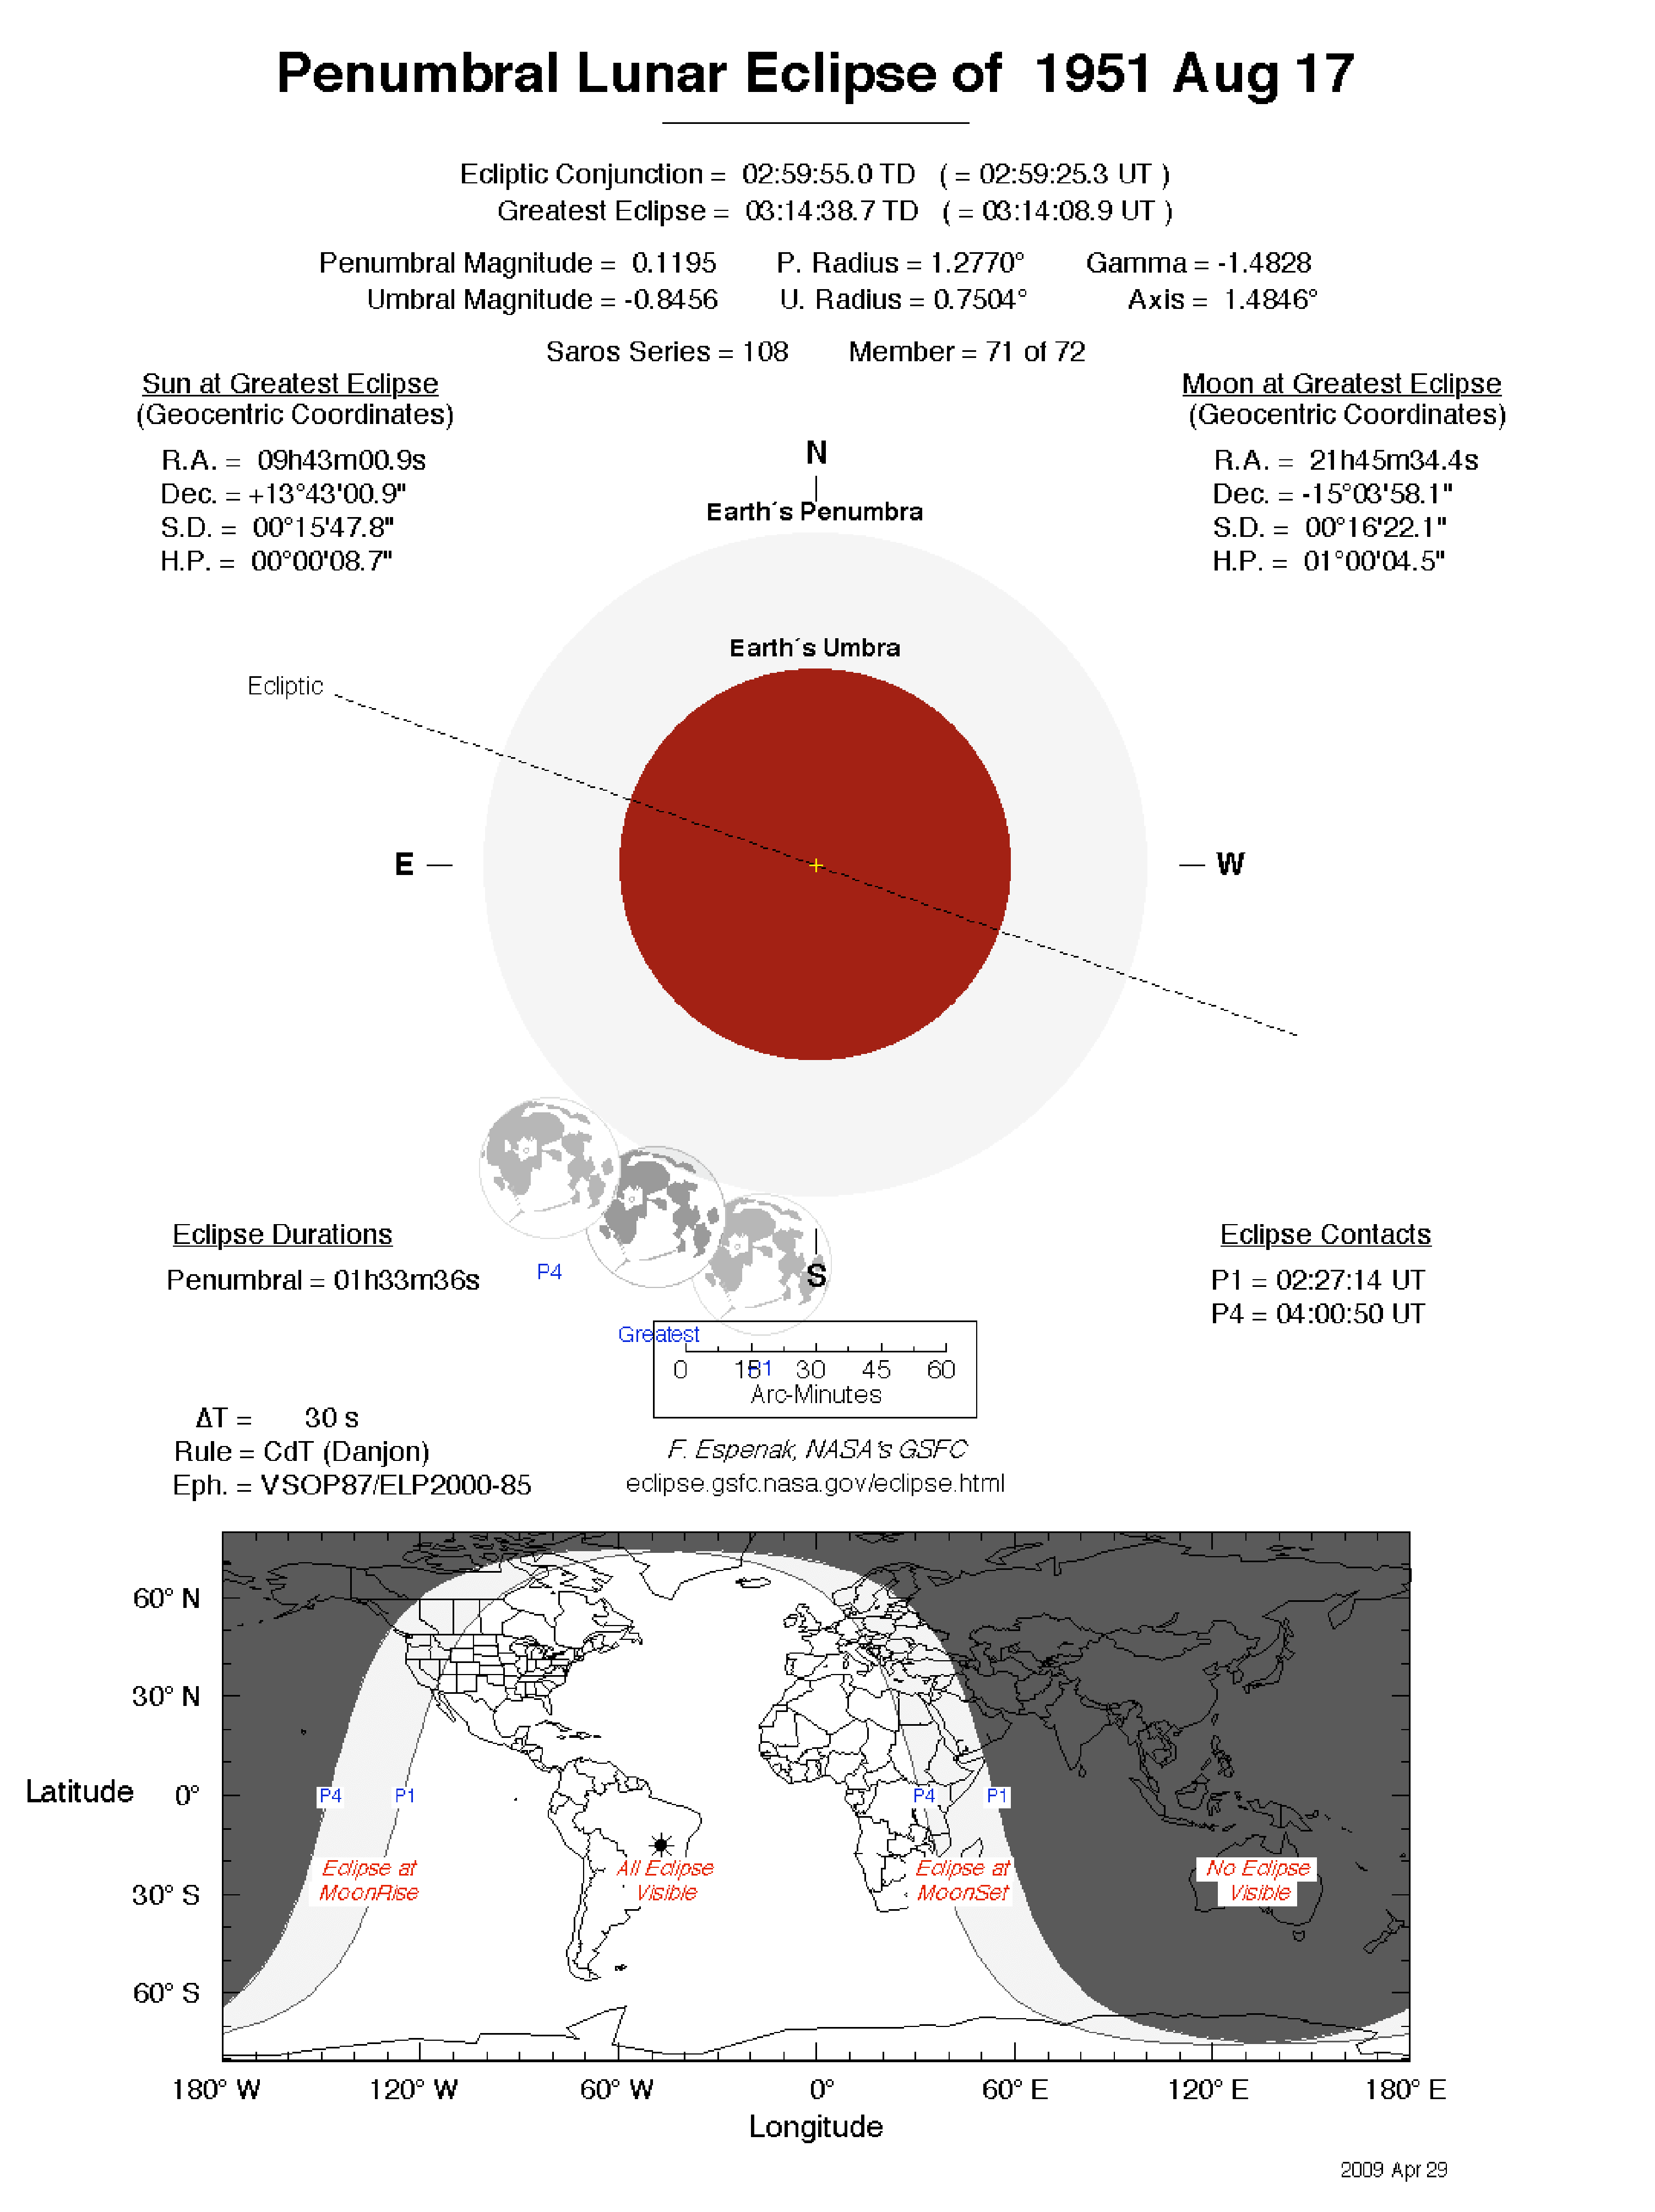 Penumbral Lunar Eclipse of 1951 Aug 17
Ecliptic Conjunction = 02:59:55.0 TD ( = 02:59:25.3 UT )
Greatest Eclipse = 03:14:38.7 TD ( = 03:14:08.9 UT )
Penumbral Magnitude = 0.1195 P. Radius = 1.2770° Gamma = -1.4828
Umbral Magnitude = -0.8456 U. Radius = 0.7504° Axis = 1.4846°
Saros Series = 108 Member = 71 of 72
Sun at Greatest Eclipse
(Geocentric Coordinates)
R.A. = 09h43m00.9s
Dec. = +13°43'00.9"
S.D. = 00°15'47.8"
H.P. = 00°00'08.7"
Moon at Greatest Eclipse
(Geocentric Coordinates)
R.A. = 21h45m34.4s
Dec. = -15°03'58.1"
S.D. = 00°16'22.1"
H.P. = 01°00'04.5"
N
Earth´s Penumbra
Earth´s Umbra
Ecliptic
E
W
S
P4
Greatest
P1
Eclipse Durations
Penumbral = 01h33m36s
Eclipse Contacts
P1 = 02:27:14 UT
P4 = 04:00:50 UT
0 15 30 45 60
Arc-Minutes
ΔT = 30 s
Rule = CdT (Danjon)
Eph. = VSOP87/ELP2000-85
F. Espenak, NASA's GSFC
eclipse.gsfc.nasa.gov/eclipse.html
60° N
30° N
Latitude 0°
30° S
60° S
P4 P1 P4 P1
Eclipse at MoonRise
All Eclipse Visible
Eclipse at MoonSet
No Eclipse Visible
180° W 120° W 60° W 0° 60° E 120° E 180° E
Longitude
2009 Apr 29